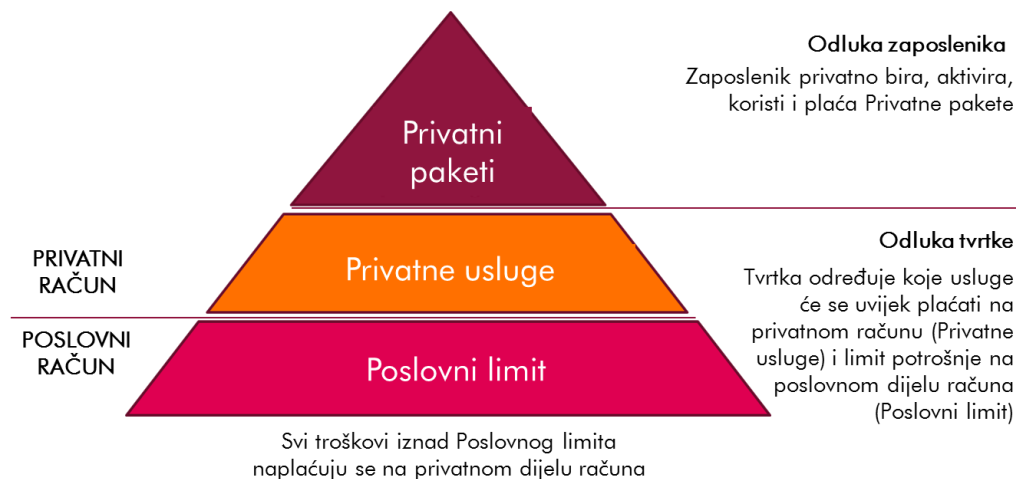 Odluka zaposlenika
Zaposlenik privatno bira, aktivira,
koristi i plaća Privatne pakete
Privatni
paketi
Odluka tvrtke
Tvrtka određuje koje usluge
će se uvijek plaćati na
privatnom računu (Privatne
usluge) i limit potrošnje na
poslovnom dijelu računa
(Poslovni limit)
PRIVATNI
RAČUN
Privatne usluge
POSLOVNI
RAČUN
Poslovni limit
Svi troškovi iznad Poslovnog limita
naplaćuju se na privatnom dijelu računa